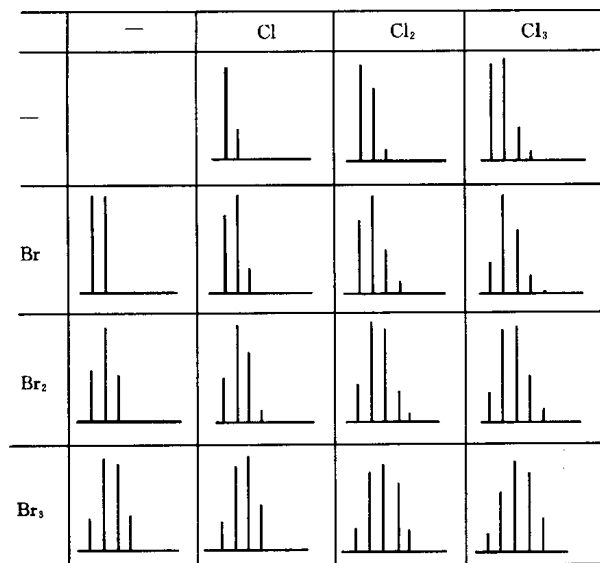 — Cl Cl₂ Cl₃
—
Br
Br₂
Br₃